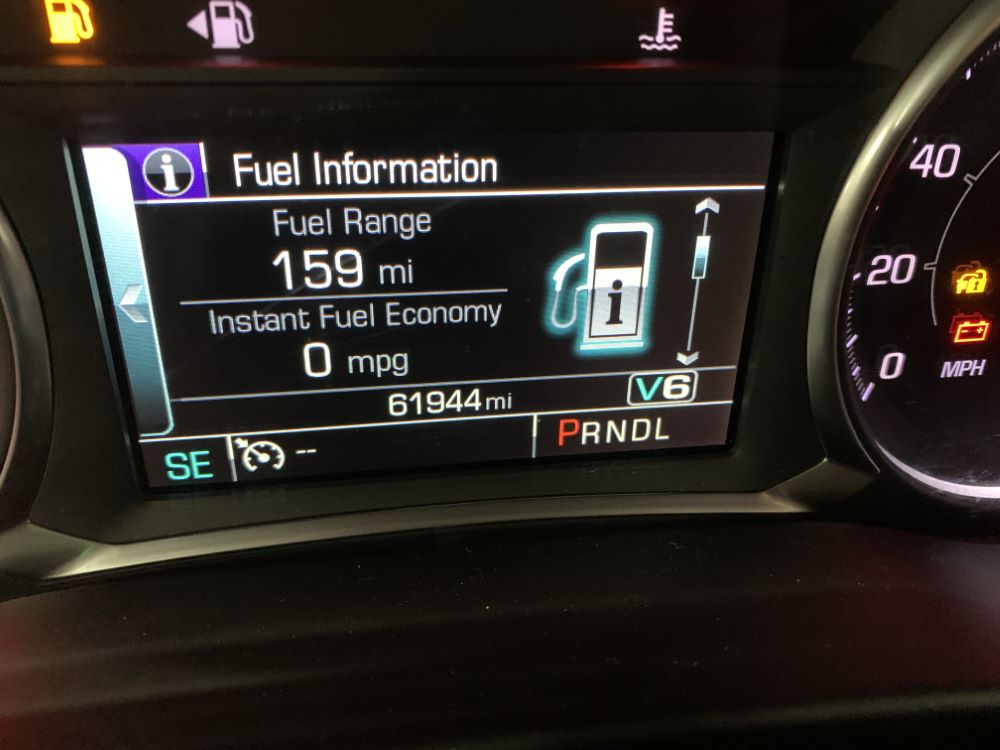 Fuel Information
Fuel Range
159 mi
Instant Fuel Economy
0 mpg
61944 mi
V6
SE
--
PRNDL
40
20
0
MPH